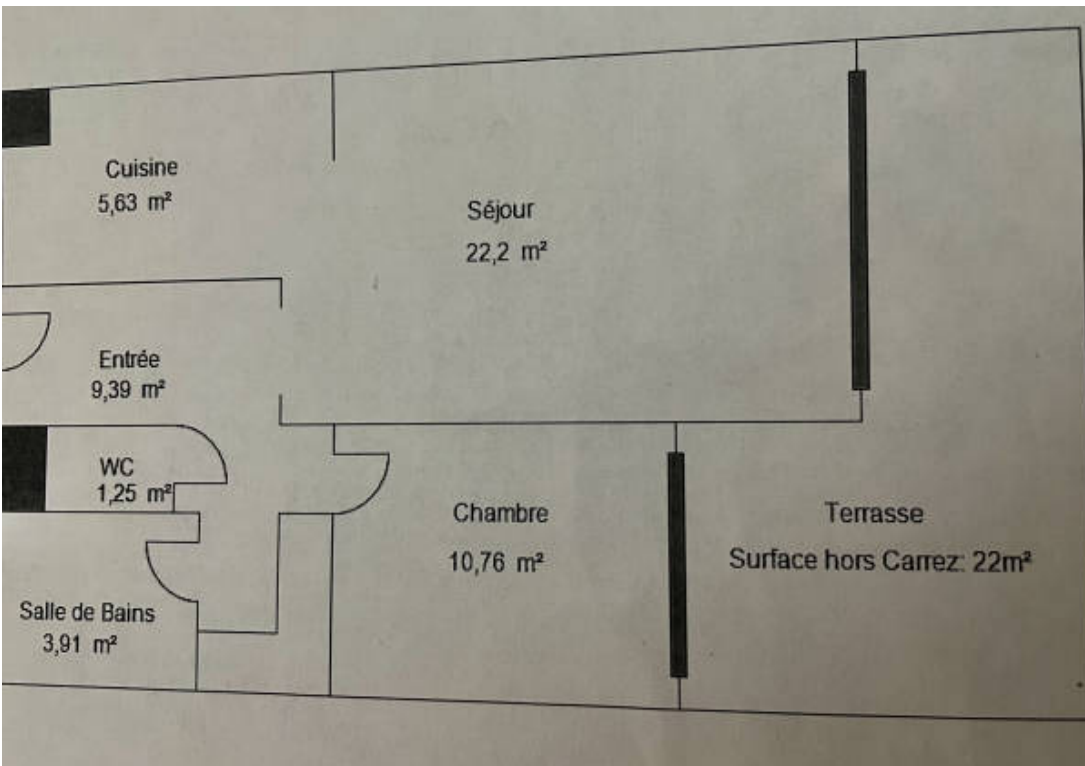 Cuisine
5,63 m²
Séjour
22,2 m²
Entrée
9,39 m²
WC
1,25 m²
Chambre
10,76 m²
Terrasse
Surface hors Carrez: 22m²
Salle de Bains
3,91 m²